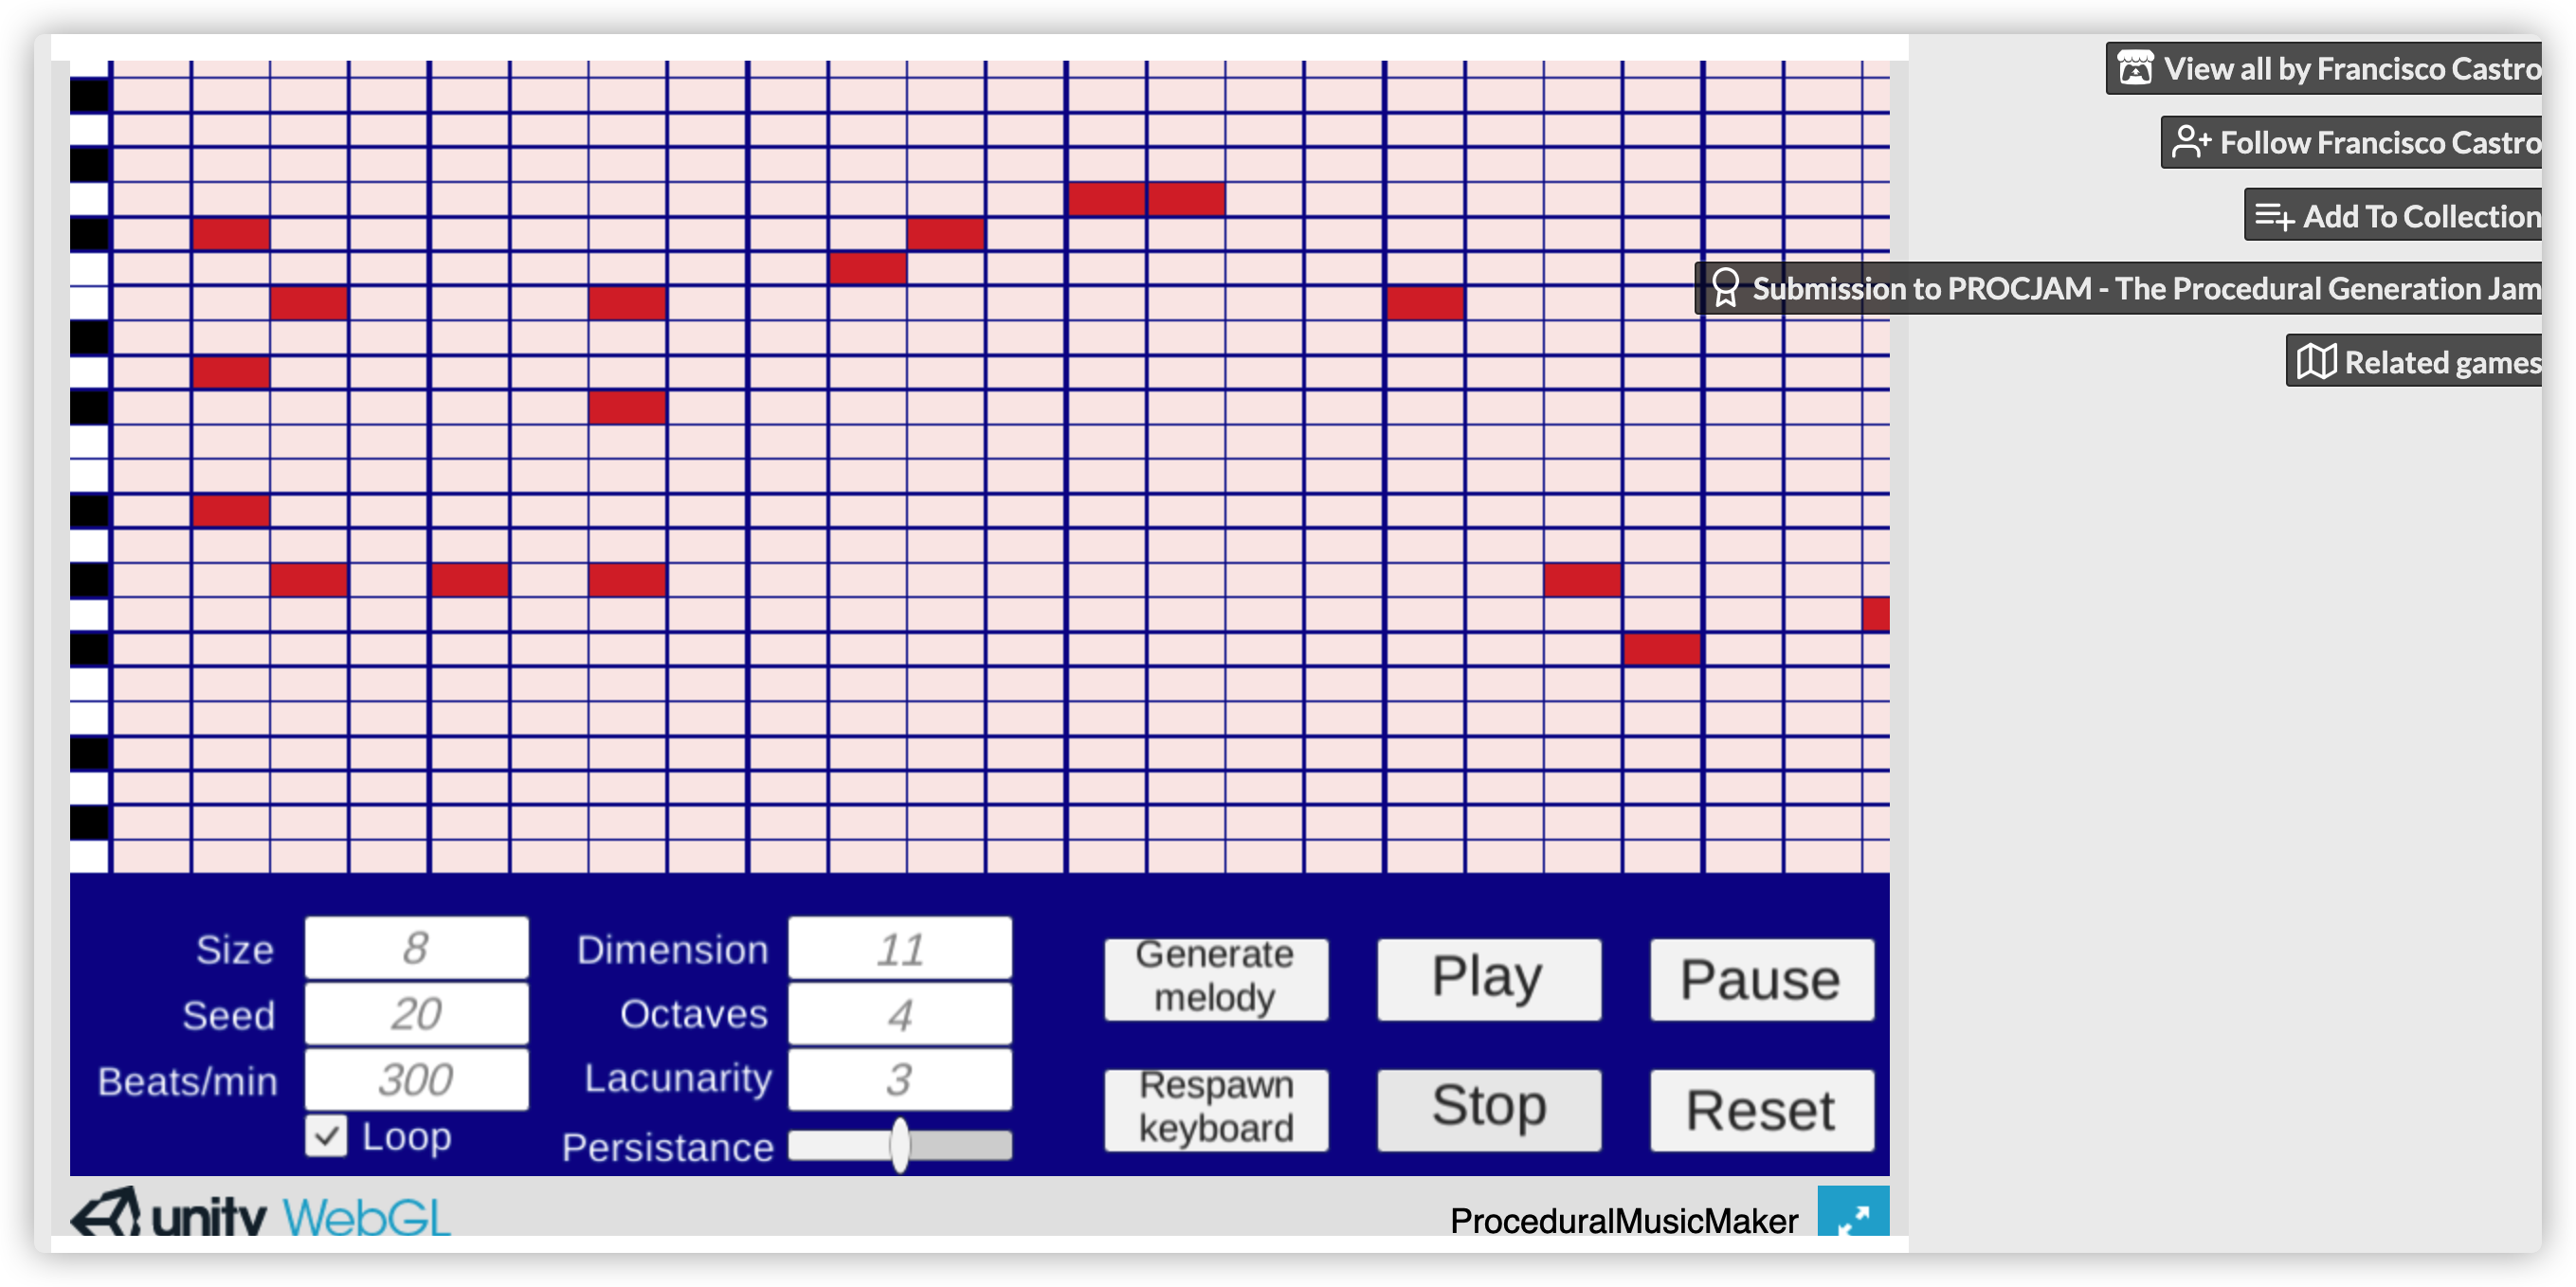 View all by Francisco Castro
Follow Francisco Castro
Add To Collection
Submission to PROCJAM - The Procedural Generation Jam
Related games
Size 8
Seed 20
Beats/min 300
Loop
Dimension 11
Octaves 4
Lacunarity 3
Persistance
Generate
melody
Play
Pause
Respawn
keyboard
Stop
Reset
unity WebGL
ProceduralMusicMaker